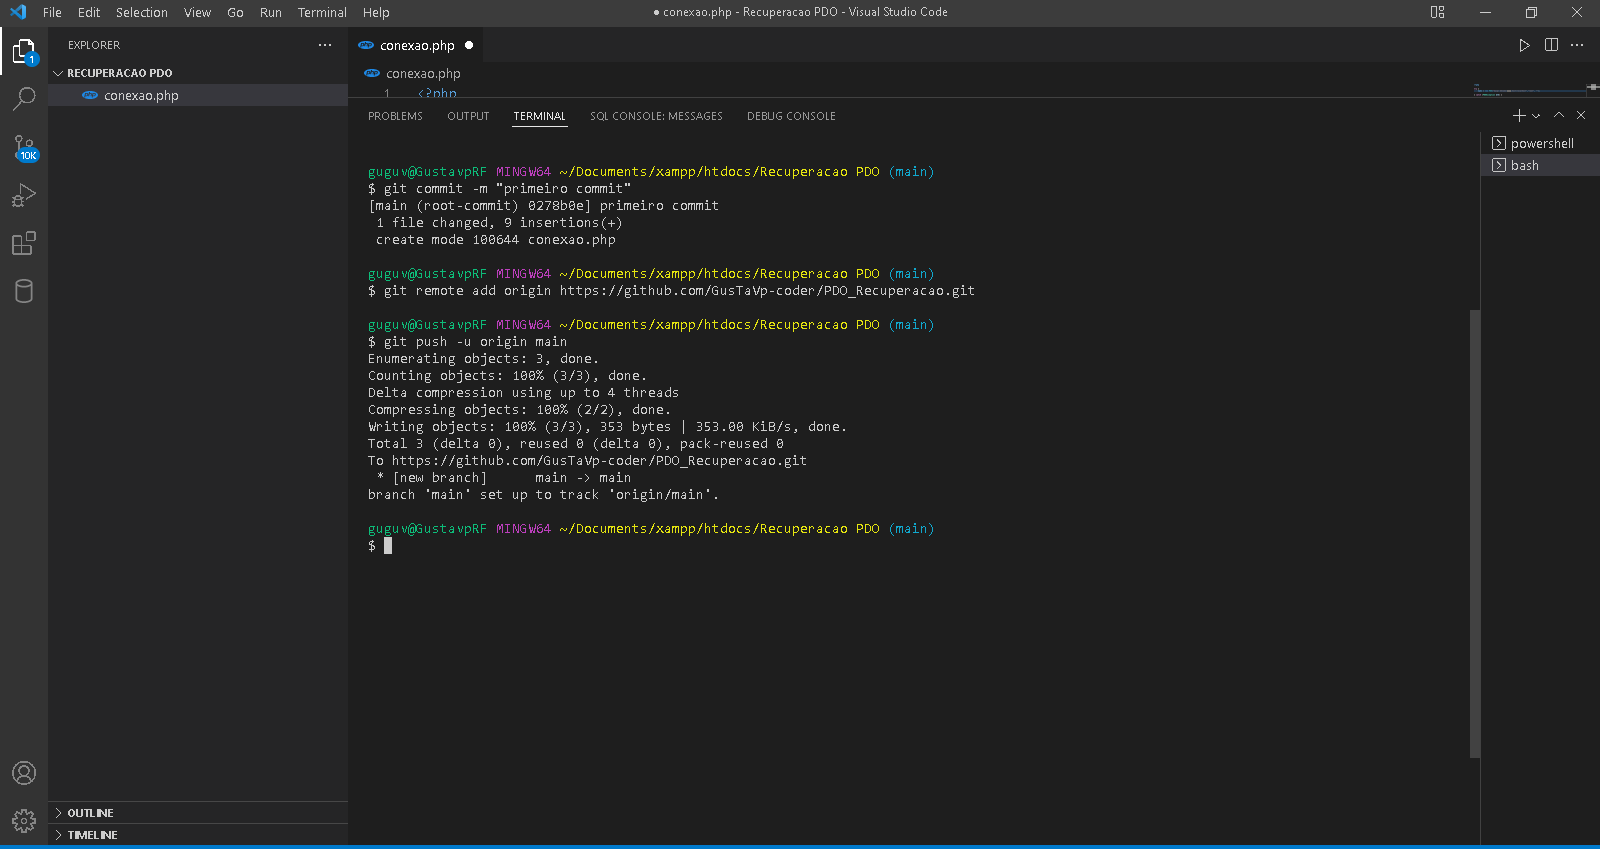 File Edit Selection View Go Run Terminal Help
● conexao.php - Recuperacao PDO - Visual Studio Code
EXPLORER
RECUPERACAO PDO
conexao.php
1
10K
OUTLINE
TIMELINE
php conexao.php
php conexao.php
1 <?php
PROBLEMS OUTPUT TERMINAL SQL CONSOLE: MESSAGES DEBUG CONSOLE
guguv@GustavpRF MINGW64 ~/Documents/xampp/htdocs/Recuperacao PDO (main)
$ git commit -m "primeiro commit"
[main (root-commit) 0278b0e] primeiro commit
1 file changed, 9 insertions(+)
create mode 100644 conexao.php
guguv@GustavpRF MINGW64 ~/Documents/xampp/htdocs/Recuperacao PDO (main)
$ git remote add origin https://github.com/GusTaVp-coder/PDO_Recuperacao.git
guguv@GustavpRF MINGW64 ~/Documents/xampp/htdocs/Recuperacao PDO (main)
$ git push -u origin main
Enumerating objects: 3, done.
Counting objects: 100% (3/3), done.
Delta compression using up to 4 threads
Compressing objects: 100% (2/2), done.
Writing objects: 100% (3/3), 353 bytes | 353.00 KiB/s, done.
Total 3 (delta 0), reused 0 (delta 0), pack-reused 0
To https://github.com/GusTaVp-coder/PDO_Recuperacao.git
* [new branch] main -> main
branch 'main' set up to track 'origin/main'.
guguv@GustavpRF MINGW64 ~/Documents/xampp/htdocs/Recuperacao PDO (main)
$
powershell
bash